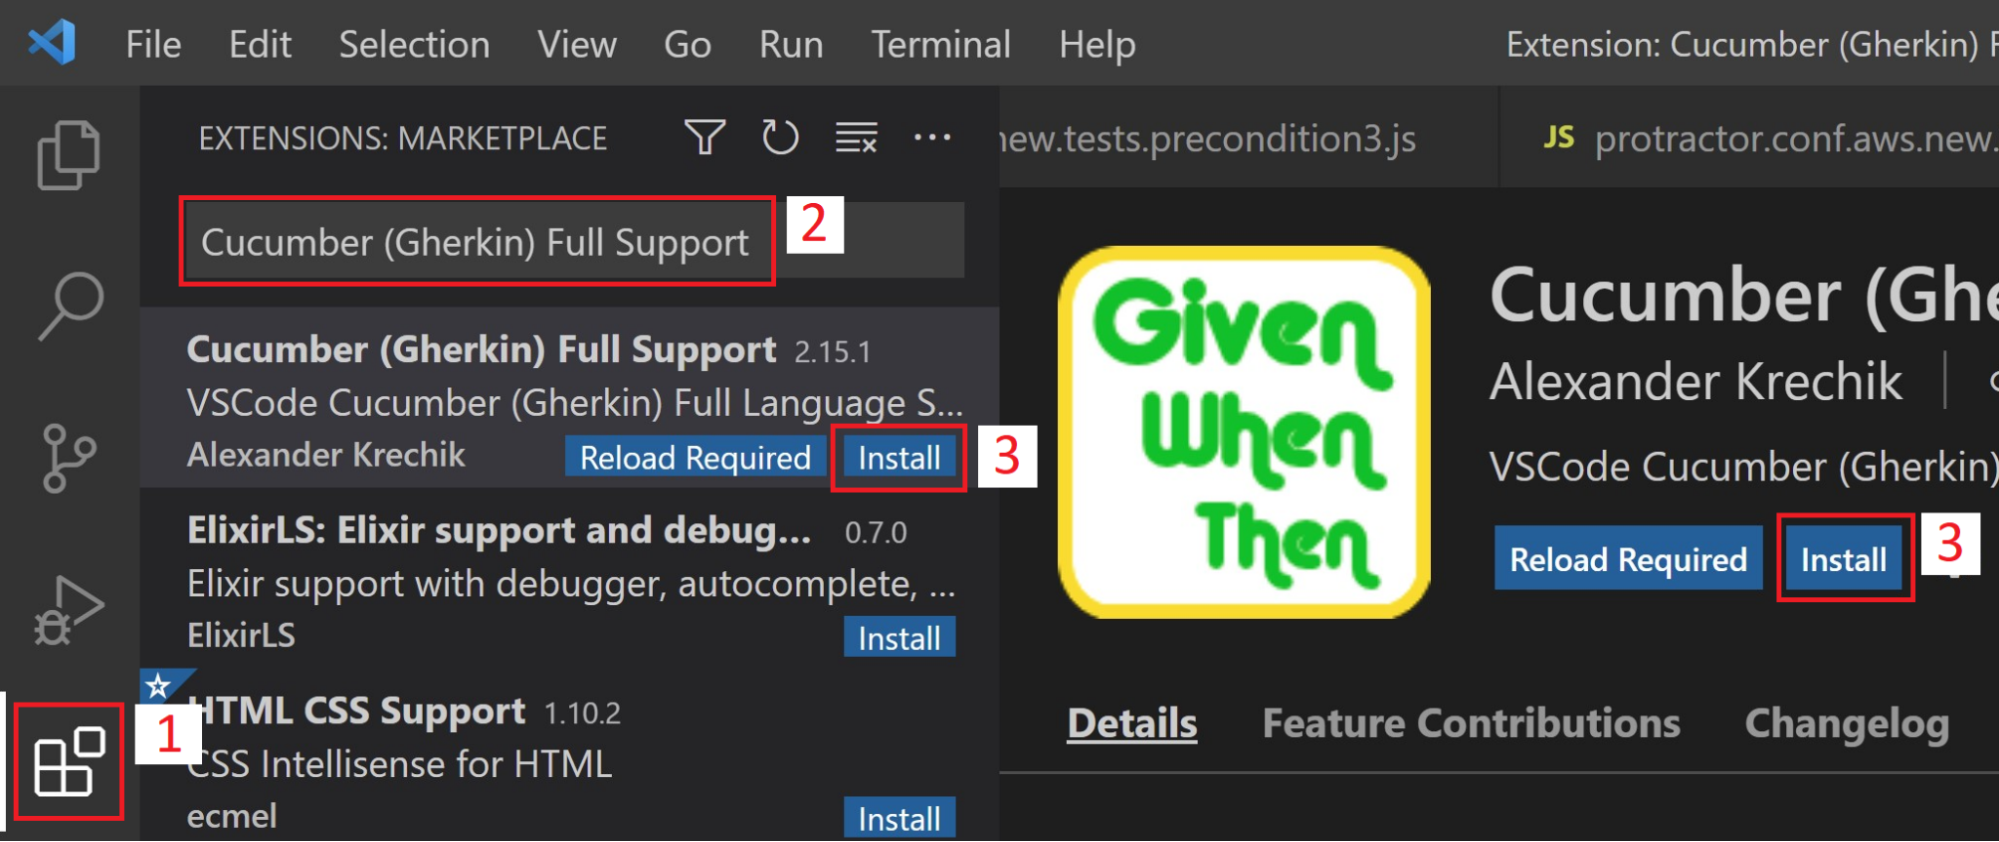 File Edit Selection View Go Run Terminal Help
Extension: Cucumber (Gherkin) F
EXTENSIONS: MARKETPLACE
new.tests.precondition3.js
JS protractor.conf.aws.new.
Cucumber (Gherkin) Full Support
2
Cucumber (Gherkin) Full Support 2.15.1
VSCode Cucumber (Gherkin) Full Language S...
Alexander Krechik
Reload Required
Install
3
ElixirLS: Elixir support and debug... 0.7.0
Elixir support with debugger, autocomplete, ...
ElixirLS
Install
1
HTML CSS Support 1.10.2
CSS Intellisense for HTML
ecmel
Install
Given
When
Then
Cucumber (Ghe
Alexander Krechik
VSCode Cucumber (Gherkin)
Reload Required
Install
3
Details Feature Contributions Changelog